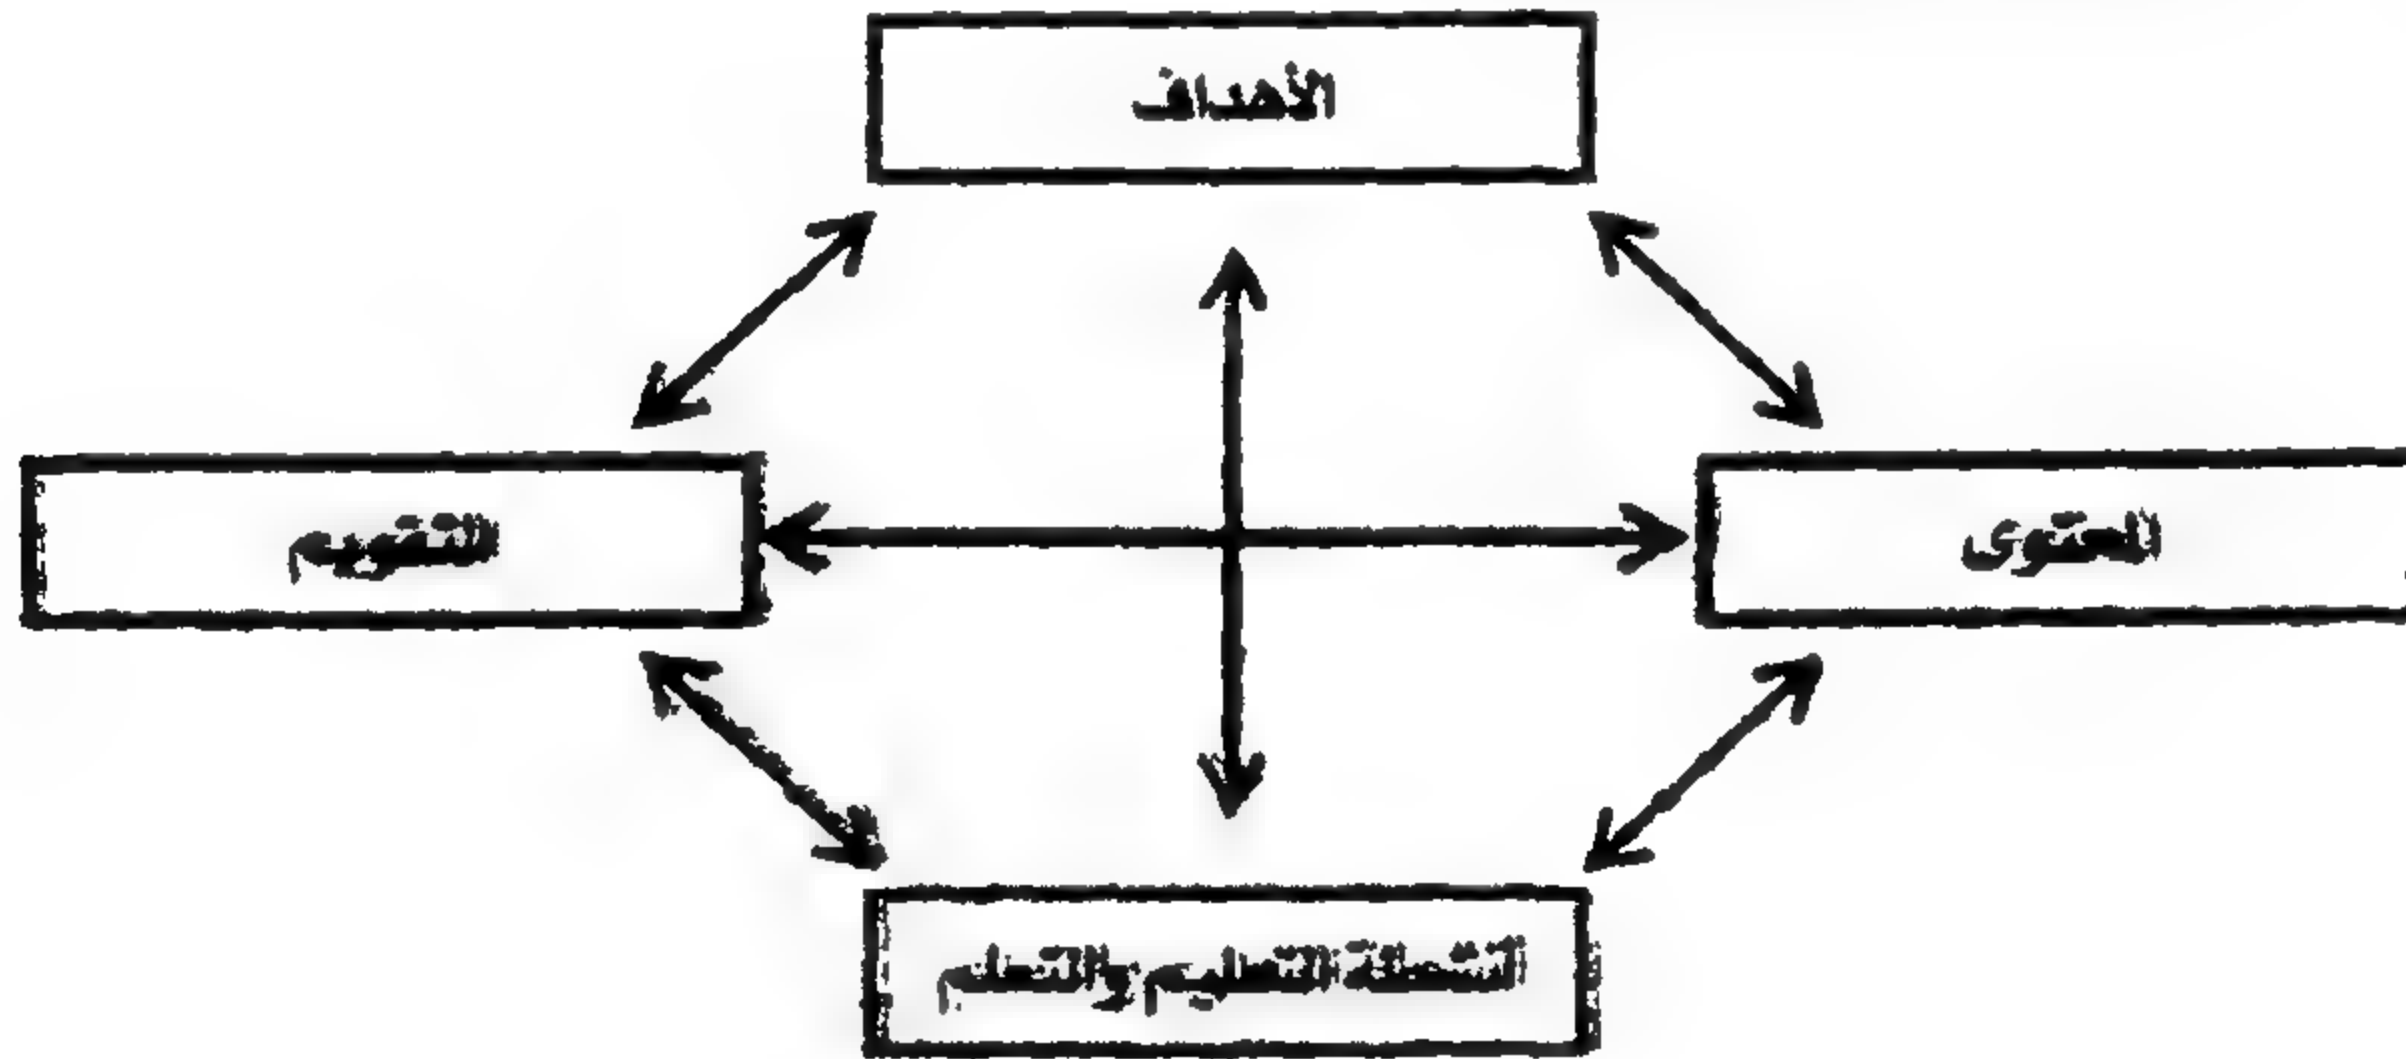 الأهداف
المحتوى
التقويم
أنشطة التعليم والتعلم